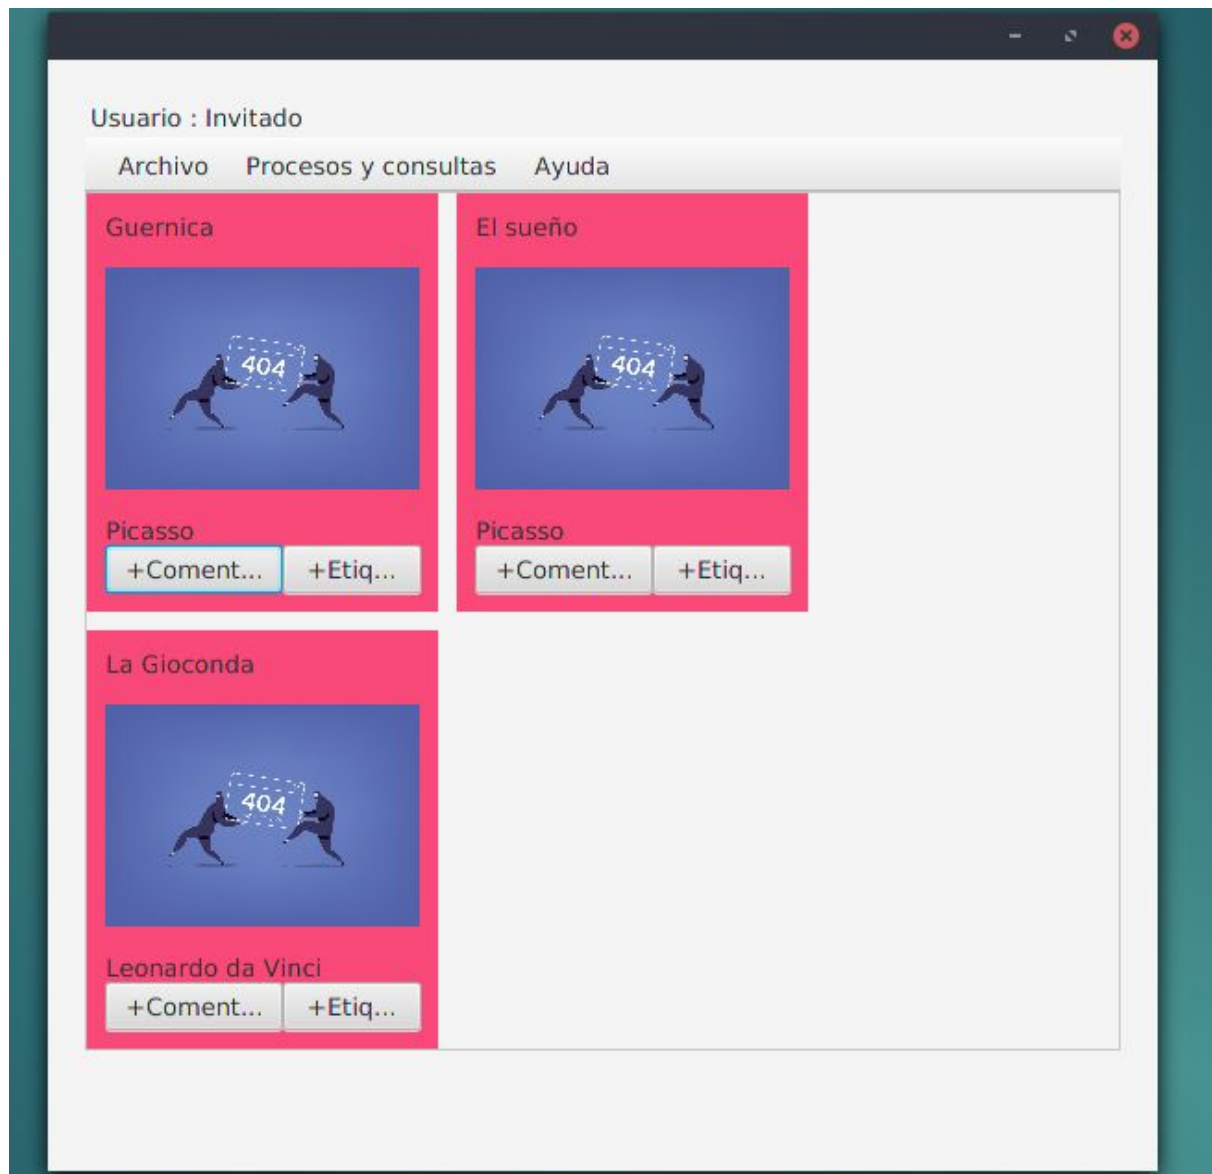 Usuario : Invitado
Archivo Procesos y consultas Ayuda
Guernica
404
Picasso
+Coment... +Etiq...
El sueño
404
Picasso
+Coment... +Etiq...
La Gioconda
404
Leonardo da Vinci
+Coment... +Etiq...